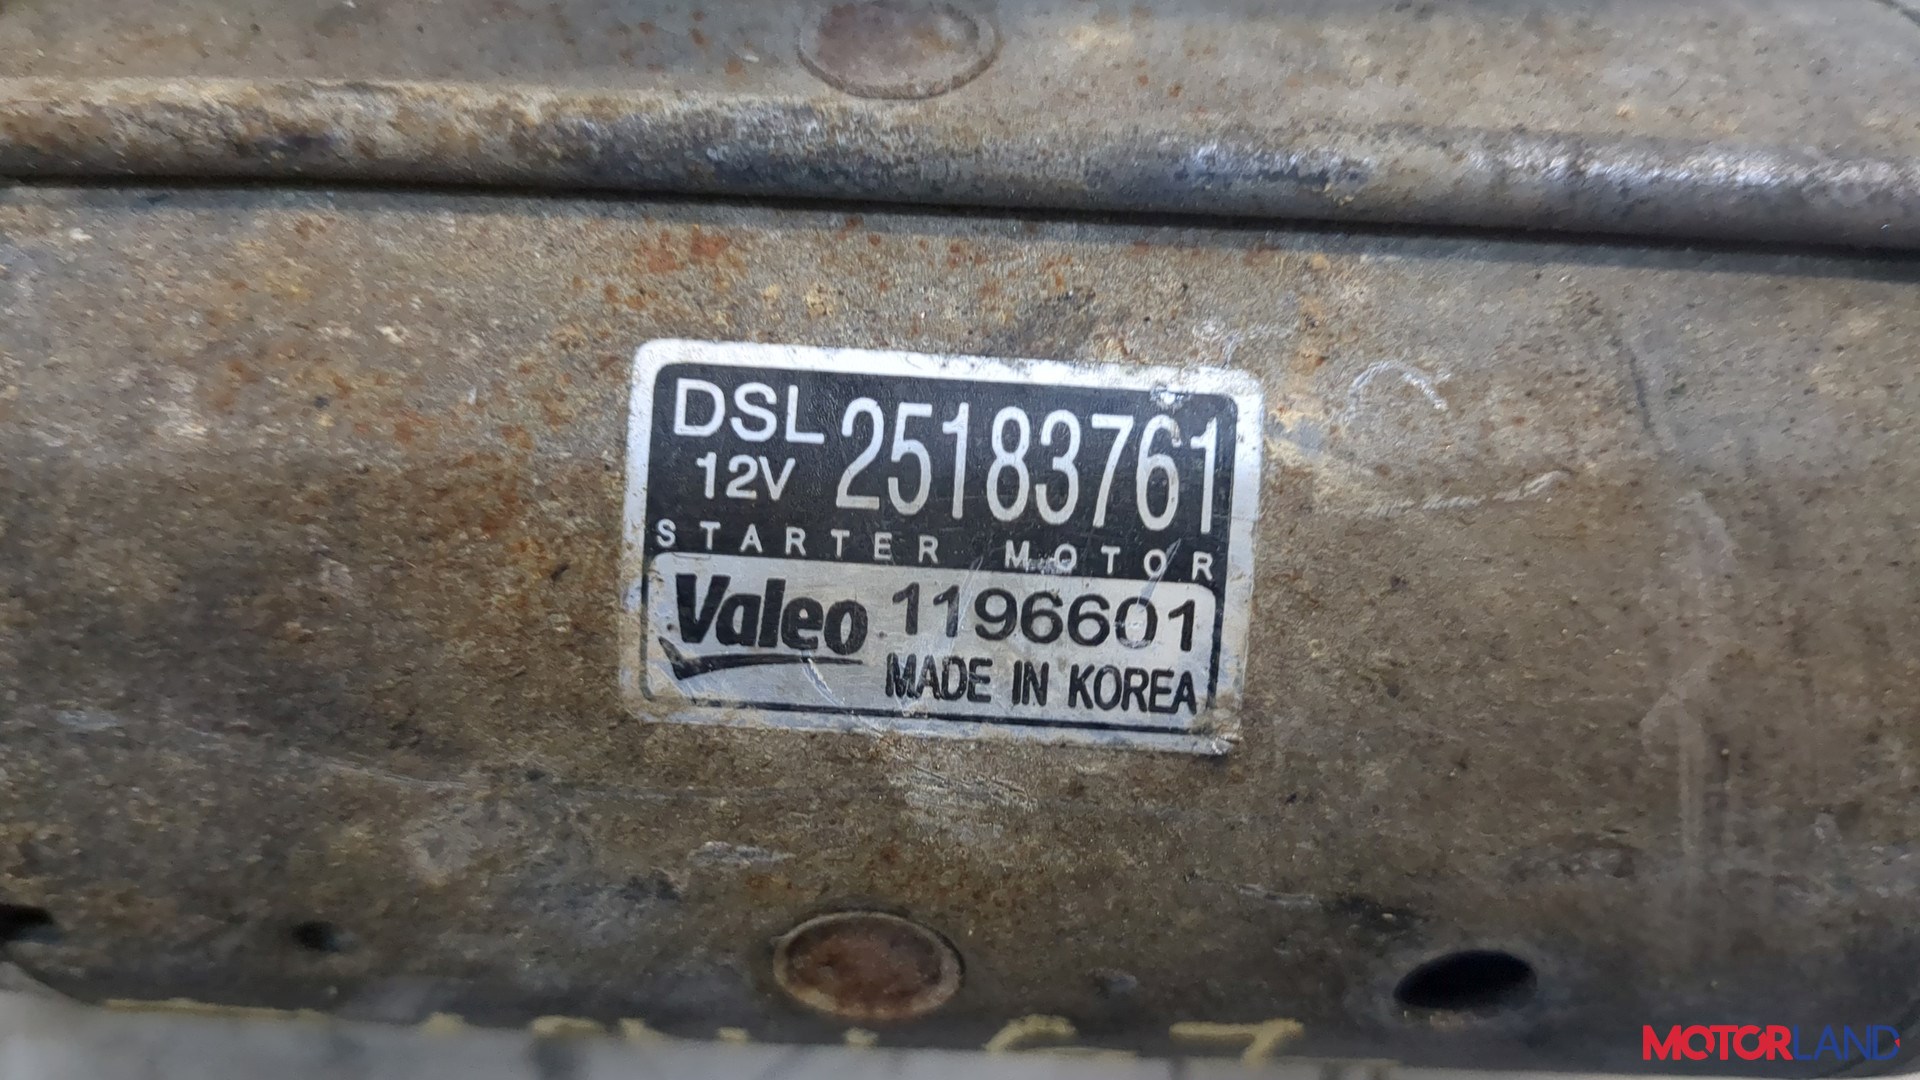 DSL 25183761
12V
STARTER MOTOR
Valeo 1196601
MADE IN KOREA
MOTORLAND